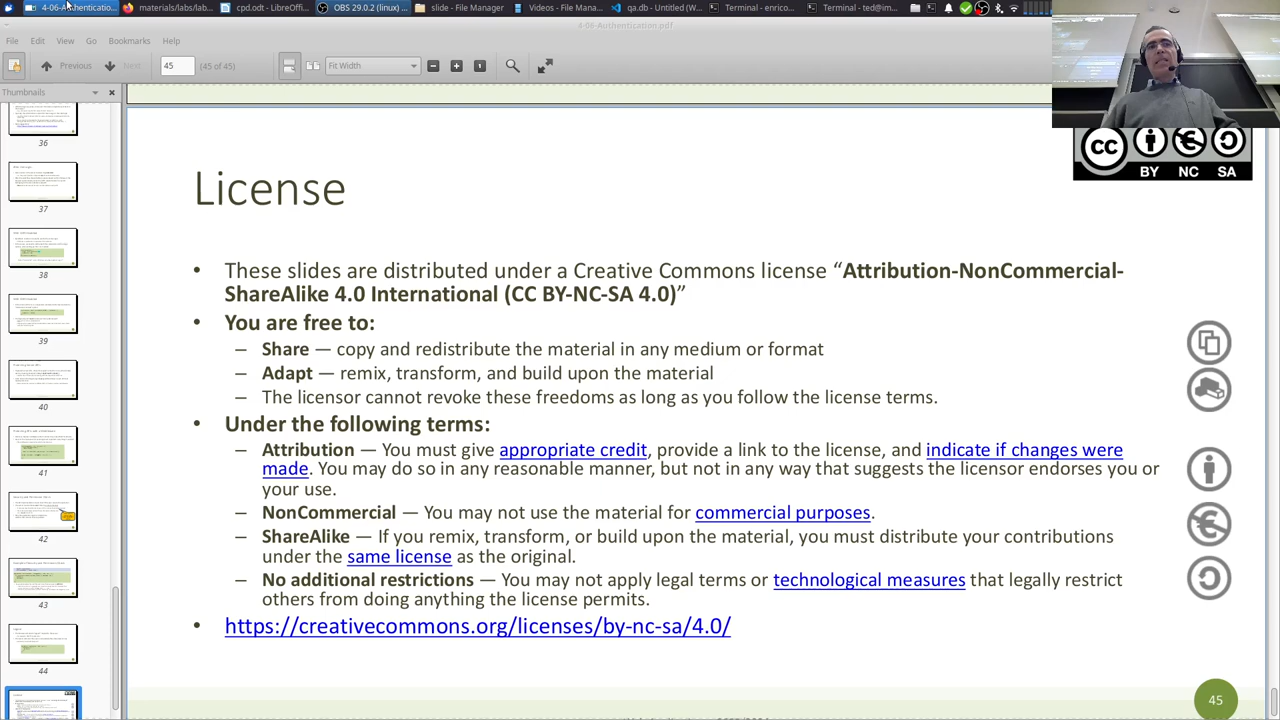 4-06-Authenticatio...
materials/labs/lab...
cpd.odt - LibreOffi...
OBS 29.0.2 (linux) ...
slide - File Manager
Videos - File Mana...
qa.db - Untitled (W...
Terminal - enrico...
Terminal - ted@im...
4-06-Authentication.pdf
File Edit View Go Bookmarks Help
Previous Next 45 (45 of 45) Fit Width
Thumbnails
36
37
38
39
40
41
42
43
44
CC BY NC SA
License
• These slides are distributed under a Creative Commons license “Attribution-NonCommercial-
ShareAlike 4.0 International (CC BY-NC-SA 4.0)”
• You are free to:
– Share — copy and redistribute the material in any medium or format
– Adapt — remix, transform, and build upon the material
– The licensor cannot revoke these freedoms as long as you follow the license terms.
• Under the following terms:
– Attribution — You must give appropriate credit, provide a link to the license, and indicate if changes were
made. You may do so in any reasonable manner, but not in any way that suggests the licensor endorses you or
your use.
– NonCommercial — You may not use the material for commercial purposes.
– ShareAlike — If you remix, transform, or build upon the material, you must distribute your contributions
under the same license as the original.
– No additional restrictions — You may not apply legal terms or technological measures that legally restrict
others from doing anything the license permits.
• https://creativecommons.org/licenses/by-nc-sa/4.0/
45